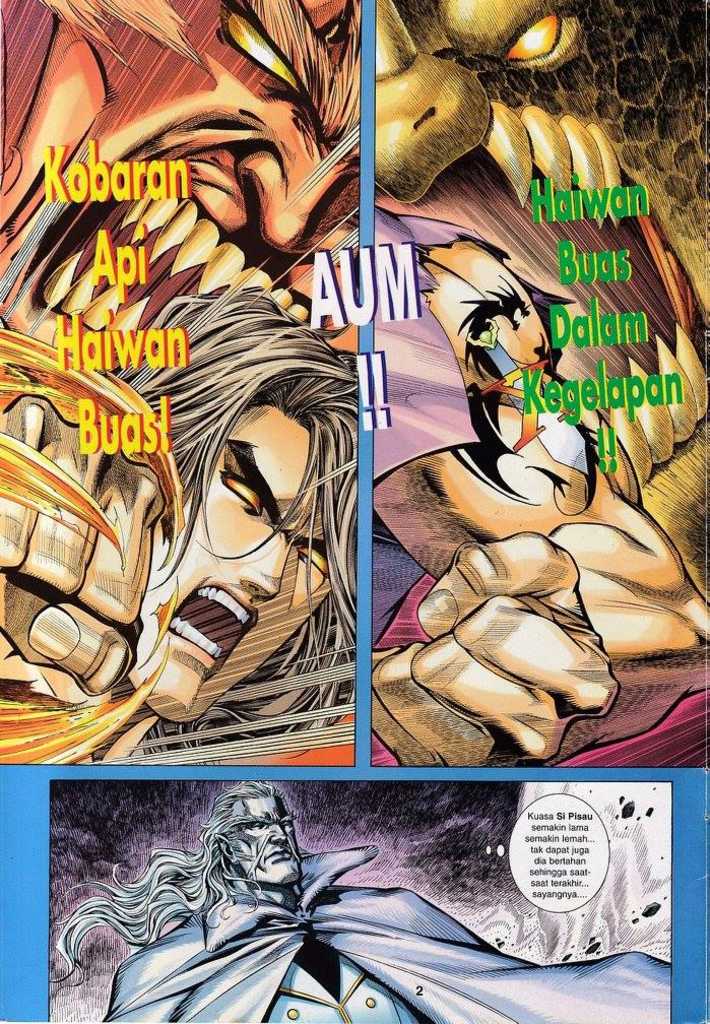 Kobaran
Api
Haiwan
Buas!
AUM
!!
Haiwan
Buas
Dalam
Kegelapan
!!
Kuasa Si Pisau
semakin lama
semakin lemah...
tak dapat juga
dia bertahan
sehingga saat-
saat terakhir...
sayangnya....
2